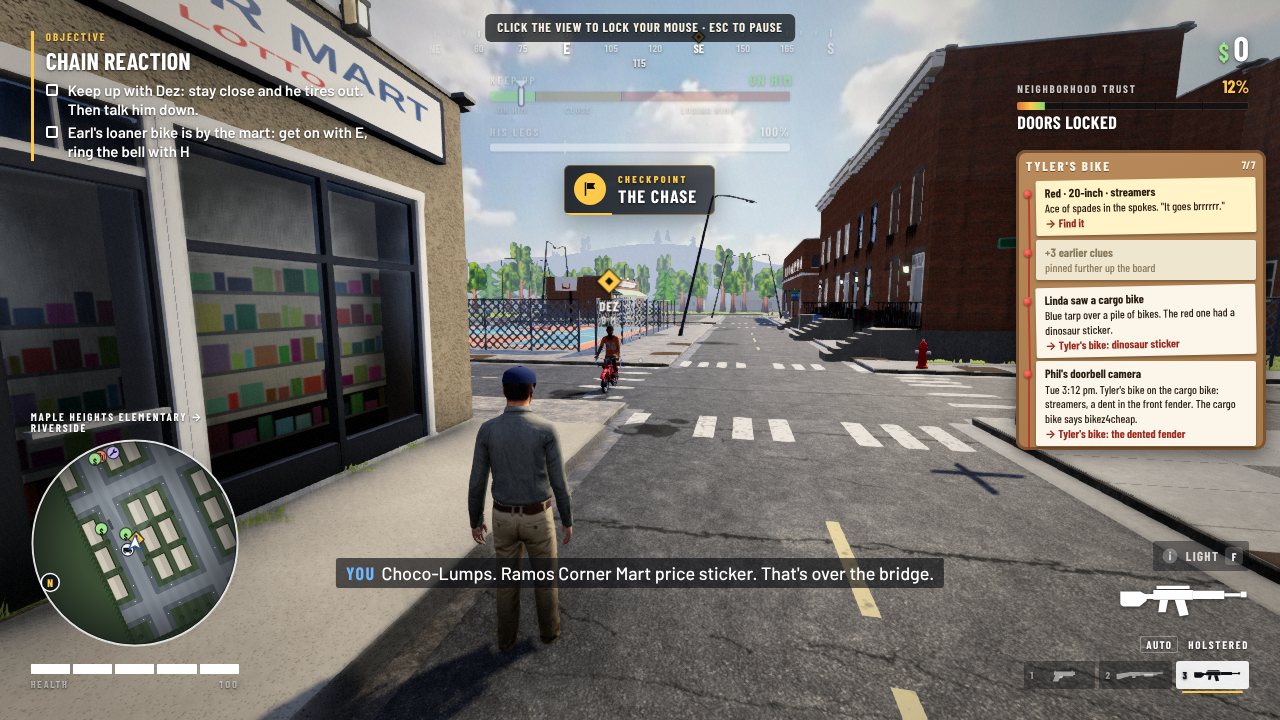 OBJECTIVE
CHAIN REACTION
Keep up with Dez: stay close and he tires out.
Then talk him down.
Earl's loaner bike is by the mart: get on with E,
ring the bell with H
R MART
LOTTO
CLICK THE VIEW TO LOCK YOUR MOUSE · ESC TO PAUSE
NE 60 75 E 105 120 SE 150 165 S
115
KEEP UP
ON HIM
CLOSE
HIS LEGS
100%
CHECKPOINT
THE CHASE
DEZ
$0
NEIGHBORHOOD TRUST
12%
DOORS LOCKED
TYLER'S BIKE
7/7
Red · 20-inch · streamers
Ace of spades in the spokes. "It goes brrrrrr."
→ Find it
+3 earlier clues
pinned further up the board
Linda saw a cargo bike
Blue tarp over a pile of bikes. The red one had a
dinosaur sticker.
→ Tyler's bike: dinosaur sticker
Phil's doorbell camera
Tue 3:12 pm. Tyler's bike on the cargo bike:
streamers, a dent in the front fender. The cargo
bike says bikez4cheap.
→ Tyler's bike: the dented fender
MAPLE HEIGHTS ELEMENTARY →
RIVERSIDE
N
YOU Choco-Lumps. Ramos Corner Mart price sticker. That's over the bridge.
LIGHT F
AUTO HOLSTERED
1 2 3
HEALTH 100